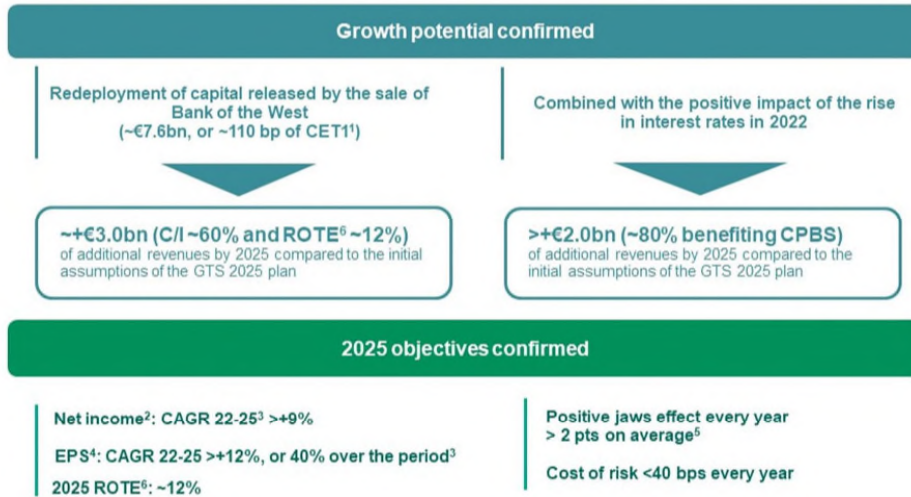 Growth potential confirmed
Redeployment of capital released by the sale of
Bank of the West
(~€7.6bn, or ~110 bp of CET1¹)
Combined with the positive impact of the rise
in interest rates in 2022
~+€3.0bn (C/I ~60% and ROTE⁶ ~12%)
of additional revenues by 2025 compared to the initial
assumptions of the GTS 2025 plan
>+€2.0bn (~80% benefiting CPBS)
of additional revenues by 2025 compared to the
initial assumptions of the GTS 2025 plan
2025 objectives confirmed
Net income²: CAGR 22-25³ >+9%
EPS⁴: CAGR 22-25 >+12%, or 40% over the period³
2025 ROTE⁶: ~12%
Positive jaws effect every year
> 2 pts on average⁵
Cost of risk <40 bps every year